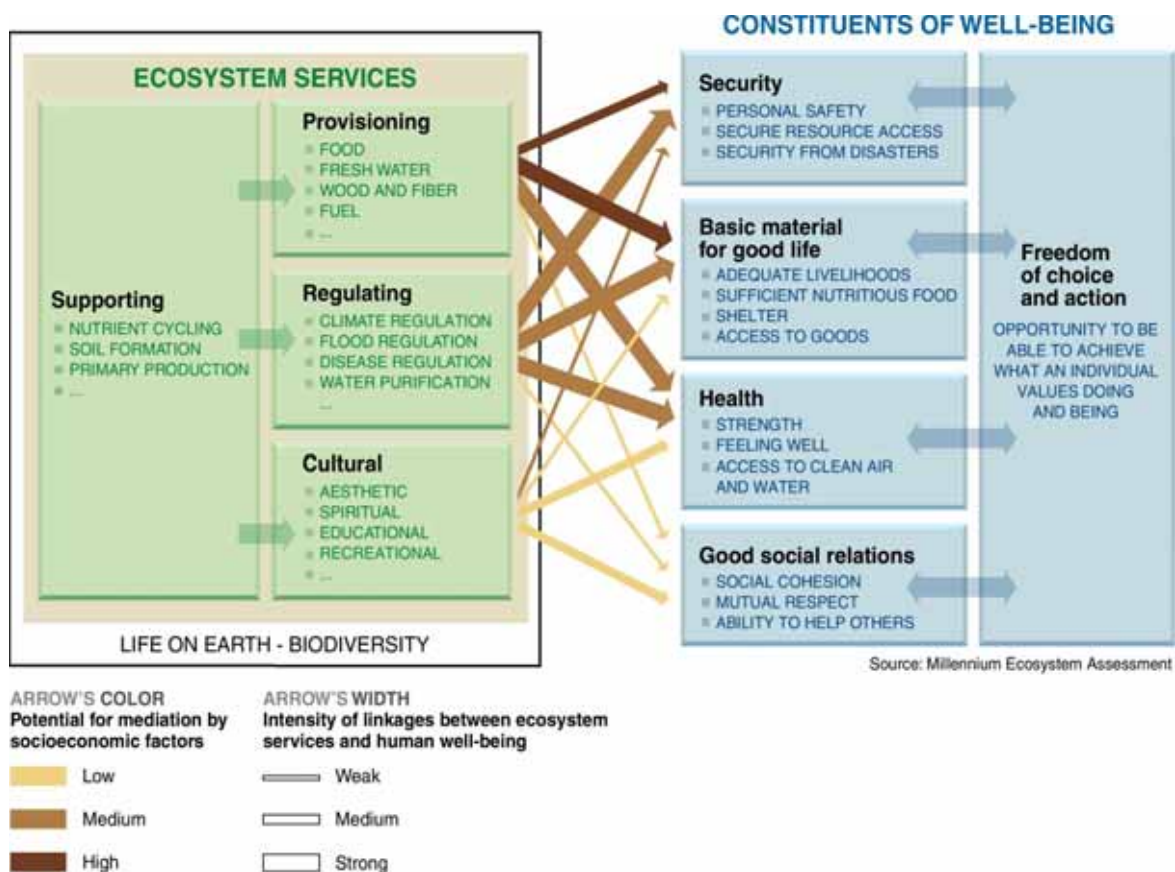 CONSTITUENTS OF WELL-BEING
ECOSYSTEM SERVICES
Supporting
NUTRIENT CYCLING
SOIL FORMATION
PRIMARY PRODUCTION
...
Provisioning
FOOD
FRESH WATER
WOOD AND FIBER
FUEL
...
Regulating
CLIMATE REGULATION
FLOOD REGULATION
DISEASE REGULATION
WATER PURIFICATION
...
Cultural
AESTHETIC
SPIRITUAL
EDUCATIONAL
RECREATIONAL
...
LIFE ON EARTH - BIODIVERSITY
Security
PERSONAL SAFETY
SECURE RESOURCE ACCESS
SECURITY FROM DISASTERS
Basic material
for good life
ADEQUATE LIVELIHOODS
SUFFICIENT NUTRITIOUS FOOD
SHELTER
ACCESS TO GOODS
Health
STRENGTH
FEELING WELL
ACCESS TO CLEAN AIR
AND WATER
Good social relations
SOCIAL COHESION
MUTUAL RESPECT
ABILITY TO HELP OTHERS
Freedom
of choice
and action
OPPORTUNITY TO BE
ABLE TO ACHIEVE
WHAT AN INDIVIDUAL
VALUES DOING
AND BEING
Source: Millennium Ecosystem Assessment
ARROW'S COLOR
Potential for mediation by
socioeconomic factors
Low
Medium
High
ARROW'S WIDTH
Intensity of linkages between ecosystem
services and human well-being
Weak
Medium
Strong